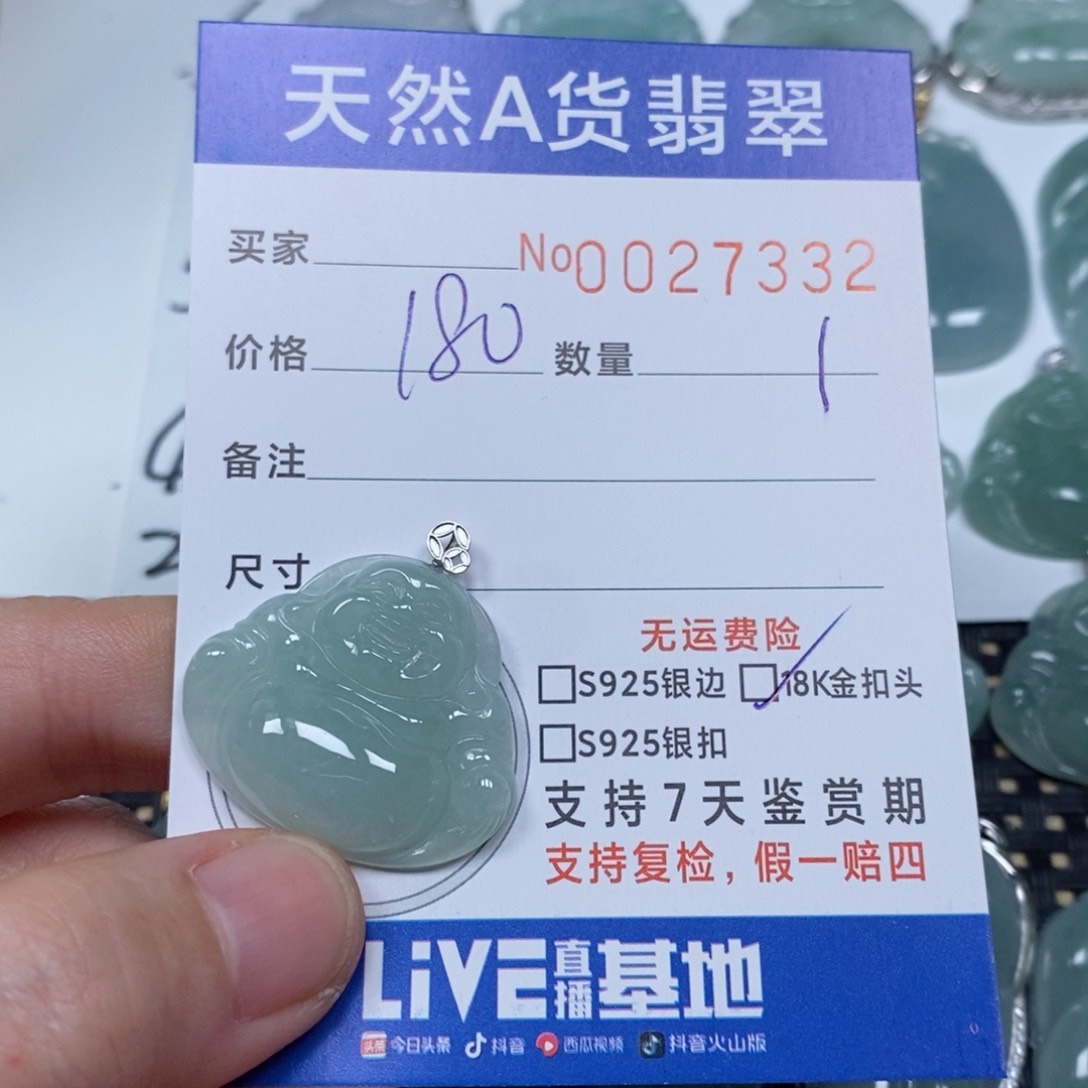 天然A货翡翠
买家 No0027332
价格 180 数量 1
备注
尺寸
无运费险
S925银边 18K金扣头
S925银扣
支持7天鉴赏期
支持复检,假一赔四
LiVE直播基地
头条 今日头条 抖音 西瓜视频 抖音火山版